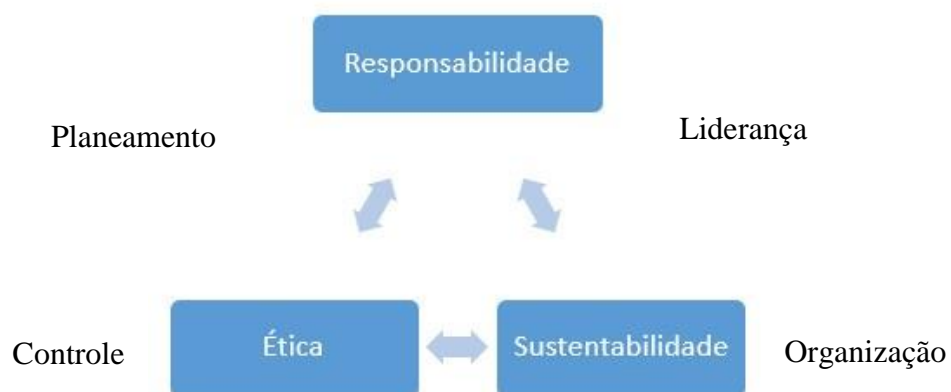 Responsabilidade
Planeamento
Liderança
Controle
Ética
Sustentabilidade
Organização